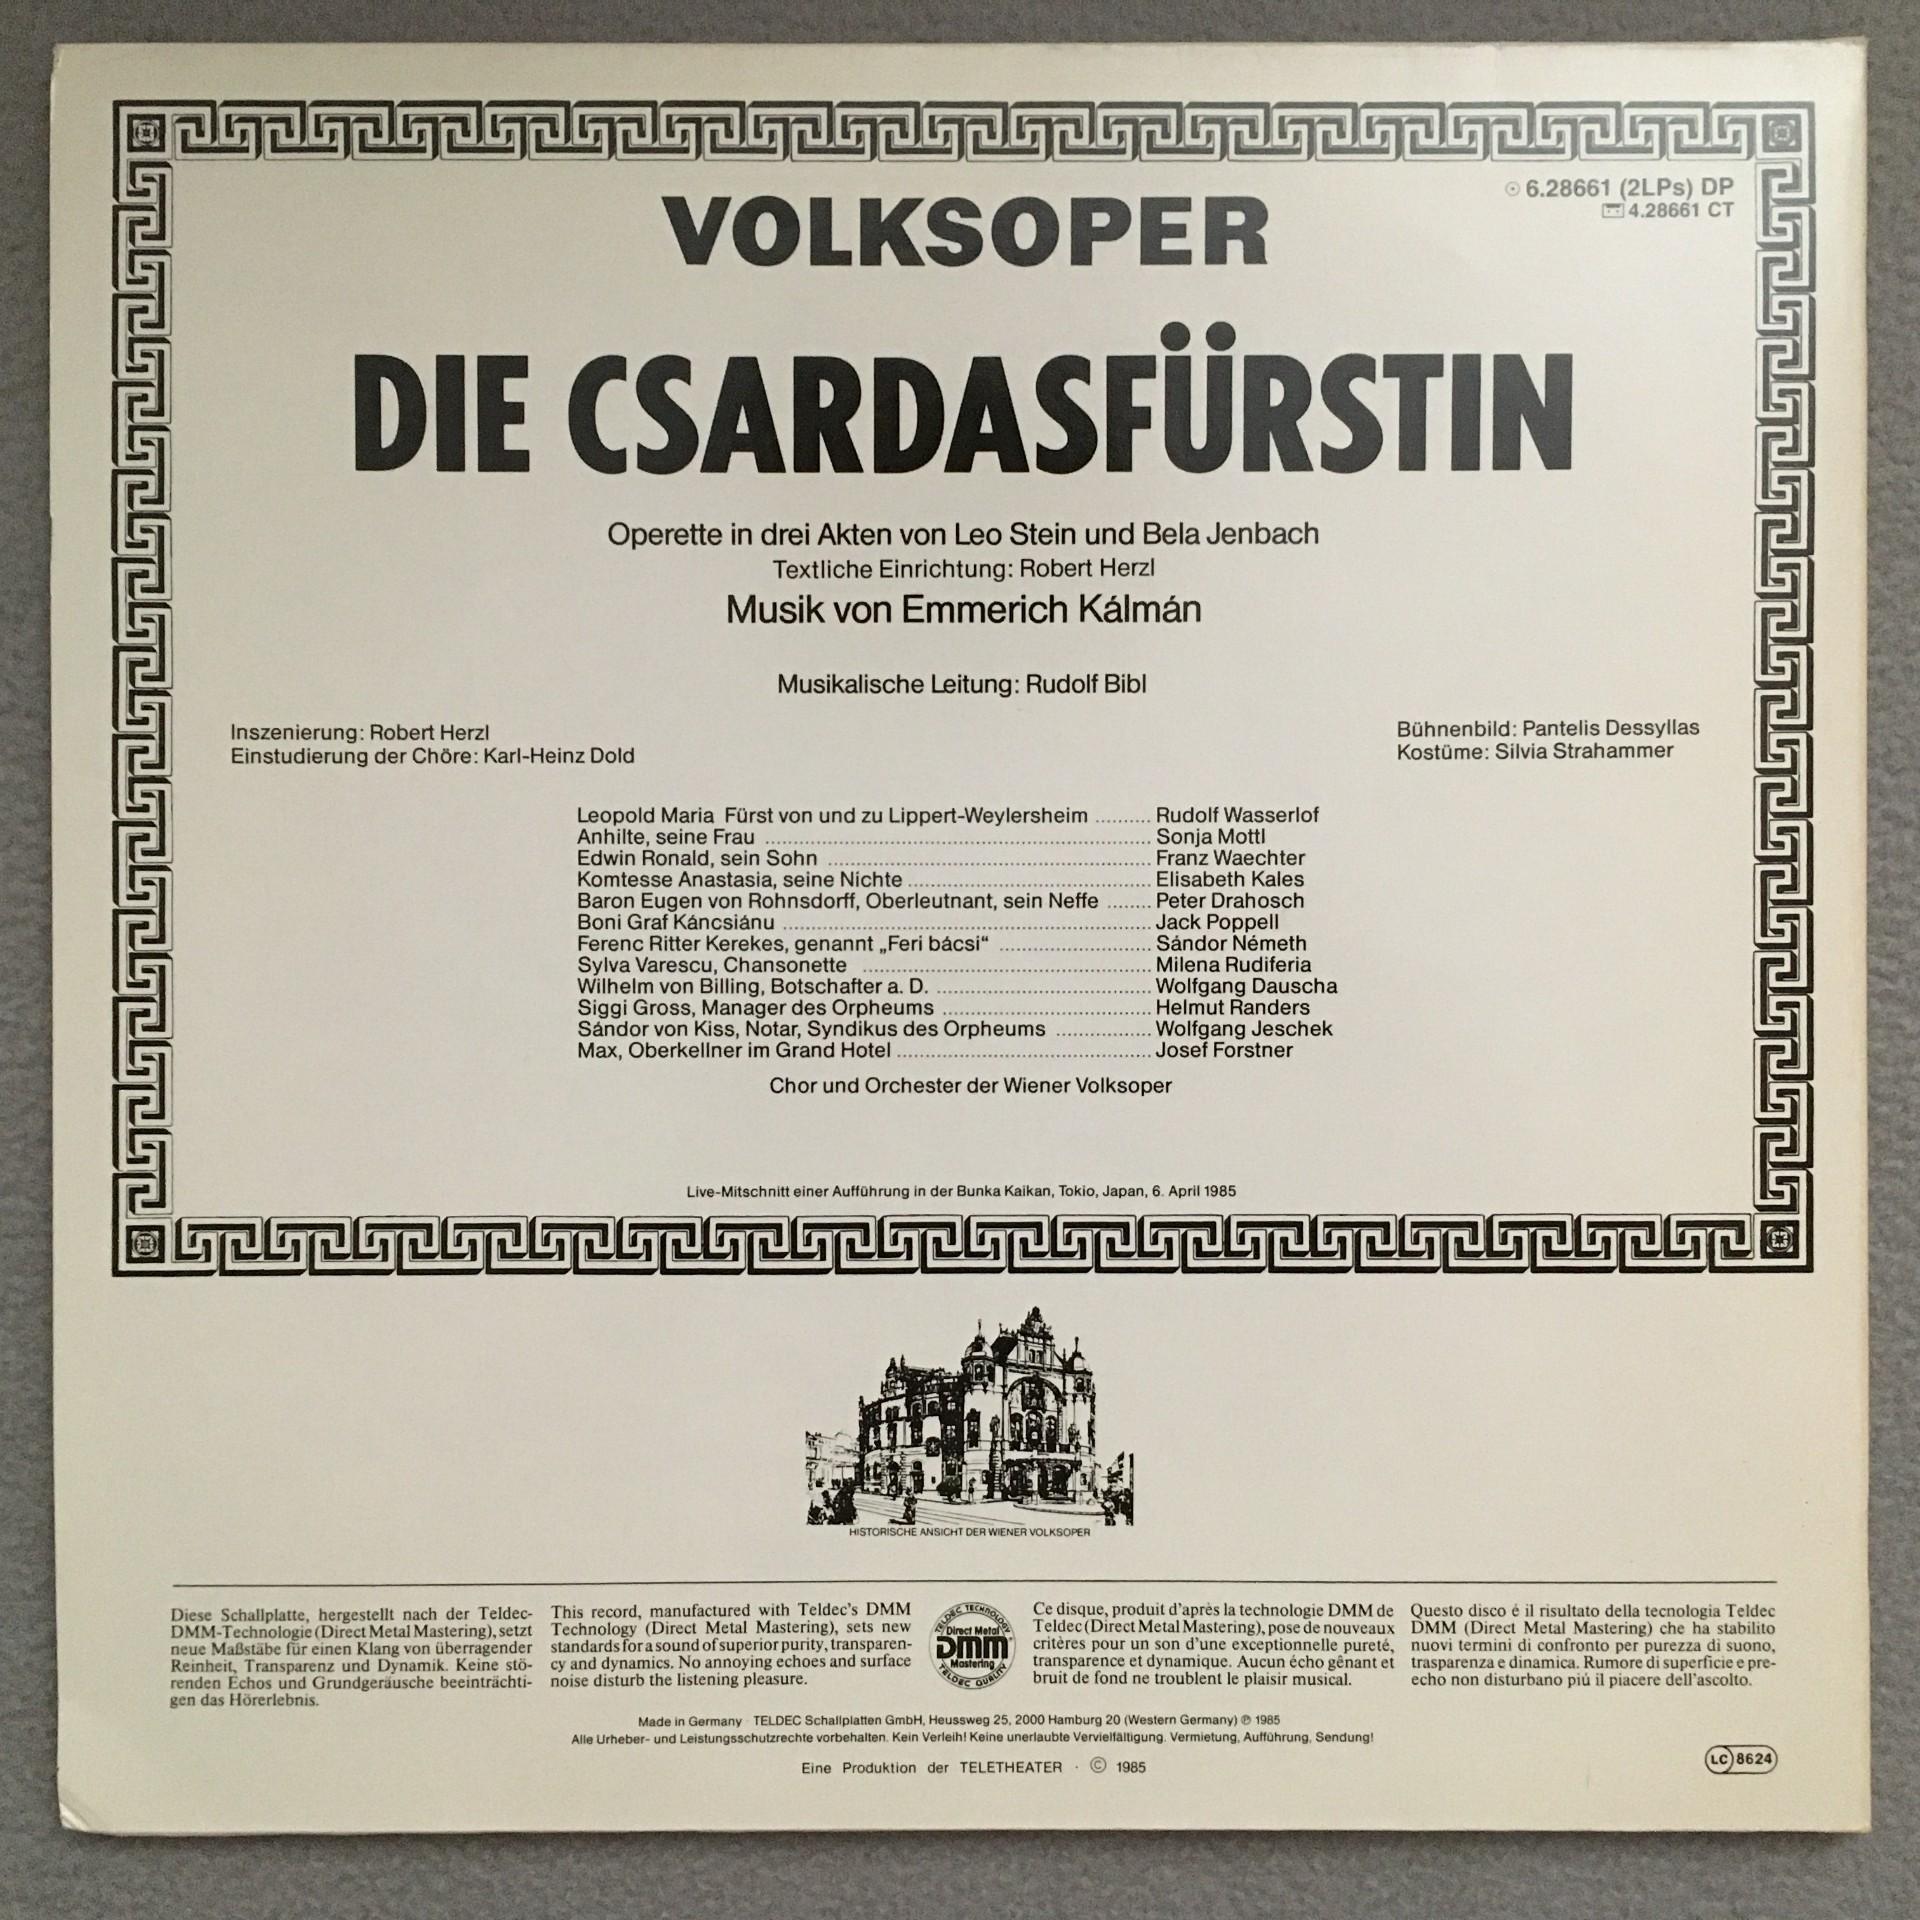 6.28661 (2LPs) DP
4.28661 CT
VOLKSOPER
DIE CSARDASFÜRSTIN
Operette in drei Akten von Leo Stein und Bela Jenbach
Textliche Einrichtung: Robert Herzl
Musik von Emmerich Kálmán
Musikalische Leitung: Rudolf Bibl
Inszenierung: Robert Herzl
Einstudierung der Chöre: Karl-Heinz Dold
Bühnenbild: Pantelis Dessyllas
Kostüme: Silvia Strahammer
Leopold Maria Fürst von und zu Lippert-Weylersheim .......... Rudolf Wasserlof
Anhilte, seine Frau .......... Sonja Mottl
Edwin Ronald, sein Sohn .......... Franz Waechter
Komtesse Anastasia, seine Nichte .......... Elisabeth Kales
Baron Eugen von Rohnsdorff, Oberleutnant, sein Neffe ........ Peter Drahosch
Boni Graf Káncsiánu .......... Jack Poppell
Ferenc Ritter Kerekes, genannt „Feri bácsi“ .......... Sándor Németh
Sylva Varescu, Chansonette .......... Milena Rudiferia
Wilhelm von Billing, Botschafter a. D. .......... Wolfgang Dauscha
Siggi Gross, Manager des Orpheums .......... Helmut Randers
Sándor von Kiss, Notar, Syndikus des Orpheums .......... Wolfgang Jeschek
Max, Oberkellner im Grand Hotel .......... Josef Forstner
Chor und Orchester der Wiener Volksoper
Live-Mitschnitt einer Aufführung in der Bunka Kaikan, Tokio, Japan, 6. April 1985
HISTORISCHE ANSICHT DER WIENER VOLKSOPER
Diese Schallplatte, hergestellt nach der Teldec-
DMM-Technologie (Direct Metal Mastering), setzt
neue Maßstäbe für einen Klang von überragender
Reinheit, Transparenz und Dynamik. Keine stö-
renden Echos und Grundgeräusche beeinträchti-
gen das Hörerlebnis.
This record, manufactured with Teldec's DMM
Technology (Direct Metal Mastering), sets new
standards for a sound of superior purity, transparen-
cy and dynamics. No annoying echoes and surface
noise disturb the listening pleasure.
TELDEC TECHNOLOGY
Direct Metal
DMM
Mastering
TELDEC QUALITY
Ce disque, produit d'après la technologie DMM de
Teldec (Direct Metal Mastering), pose de nouveaux
critères pour un son d'une exceptionnelle pureté,
transparence et dynamique. Aucun écho gênant et
bruit de fond ne troublent le plaisir musical.
Questo disco é il risultato della tecnologia Teldec
DMM (Direct Metal Mastering) che ha stabilito
nuovi termini di confronto per purezza di suono,
trasparenza e dinamica. Rumore di superficie e pre-
echo non disturbano piú il piacere dell'ascolto.
Made in Germany · TELDEC Schallplatten GmbH, Heussweg 25, 2000 Hamburg 20 (Western Germany) ℗ 1985
Alle Urheber- und Leistungsschutzrechte vorbehalten. Kein Verleih! Keine unerlaubte Vervielfältigung. Vermietung, Aufführung, Sendung!
Eine Produktion der TELETHEATER · © 1985
LC 8624